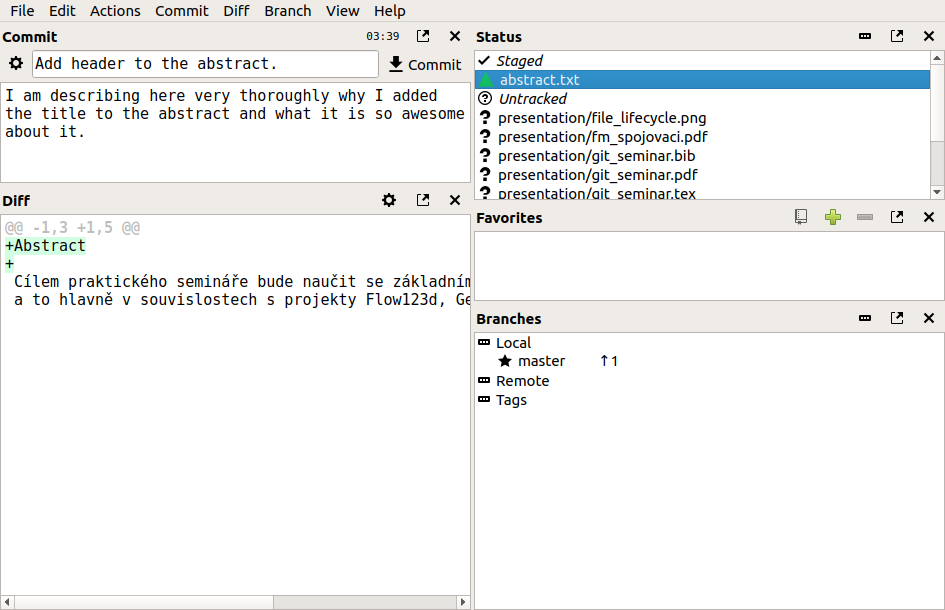 File Edit Actions Commit Diff Branch View Help
Commit 03:39
Add header to the abstract. Commit
I am describing here very thoroughly why I added
the title to the abstract and what it is so awesome
about it.
Diff
@@ -1,3 +1,5 @@
+Abstract
+
Cílem praktického semináře bude naučit se základním
a to hlavně v souvislostech s projekty Flow123d, Ge
Status
Staged
abstract.txt
Untracked
presentation/file_lifecycle.png
presentation/fm_spojovaci.pdf
presentation/git_seminar.bib
presentation/git_seminar.pdf
presentation/git_seminar.tex
Favorites
Branches
Local
master ↑1
Remote
Tags